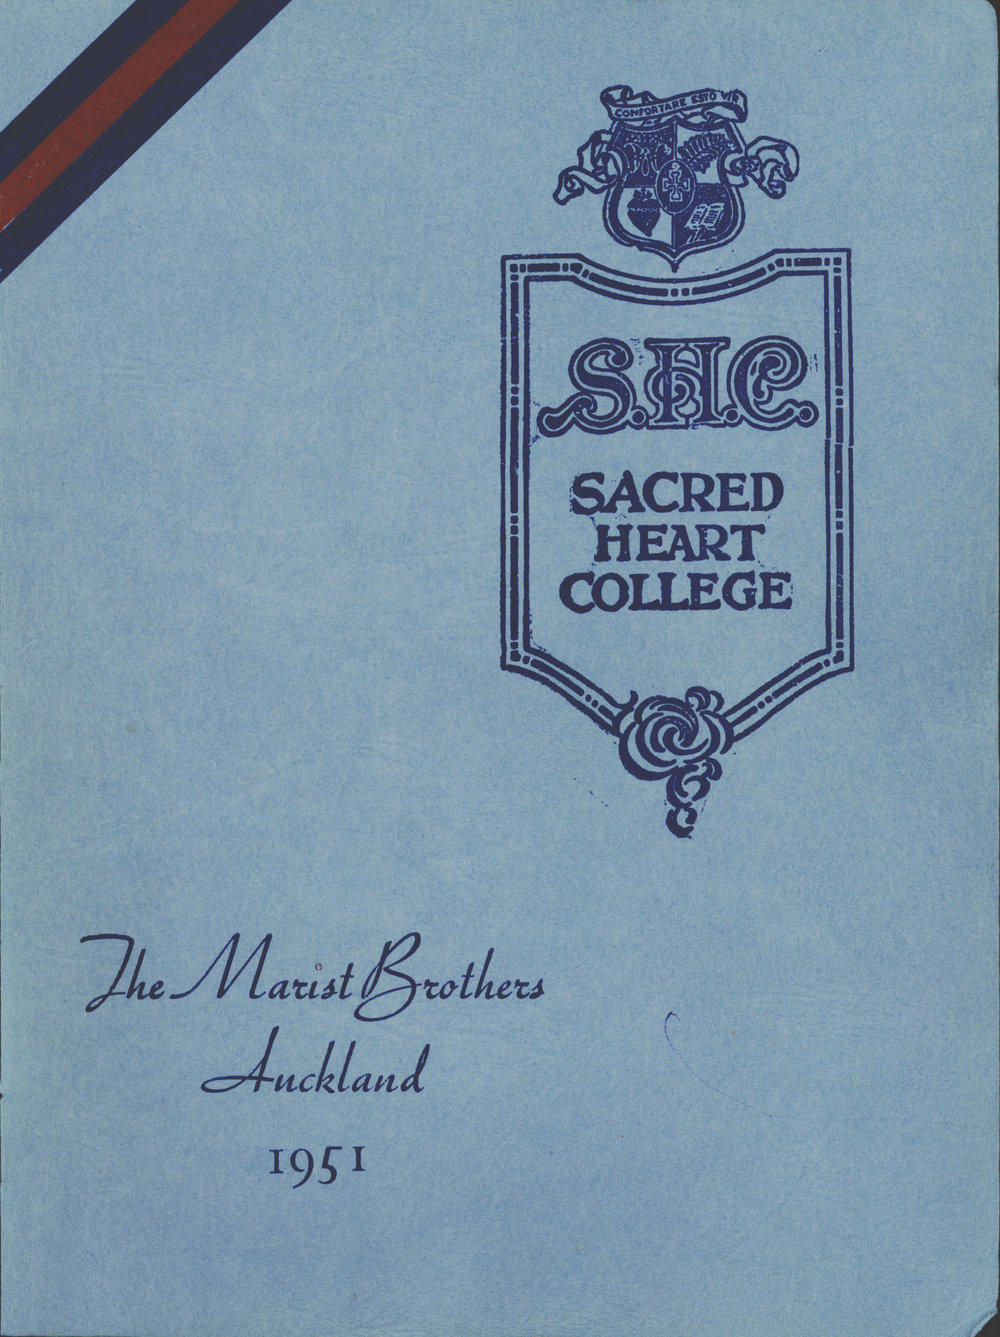 CONFORTARE ESTO VIR
S.H.C.
SACRED
HEART
COLLEGE
The Marist Brothers
Auckland
1951